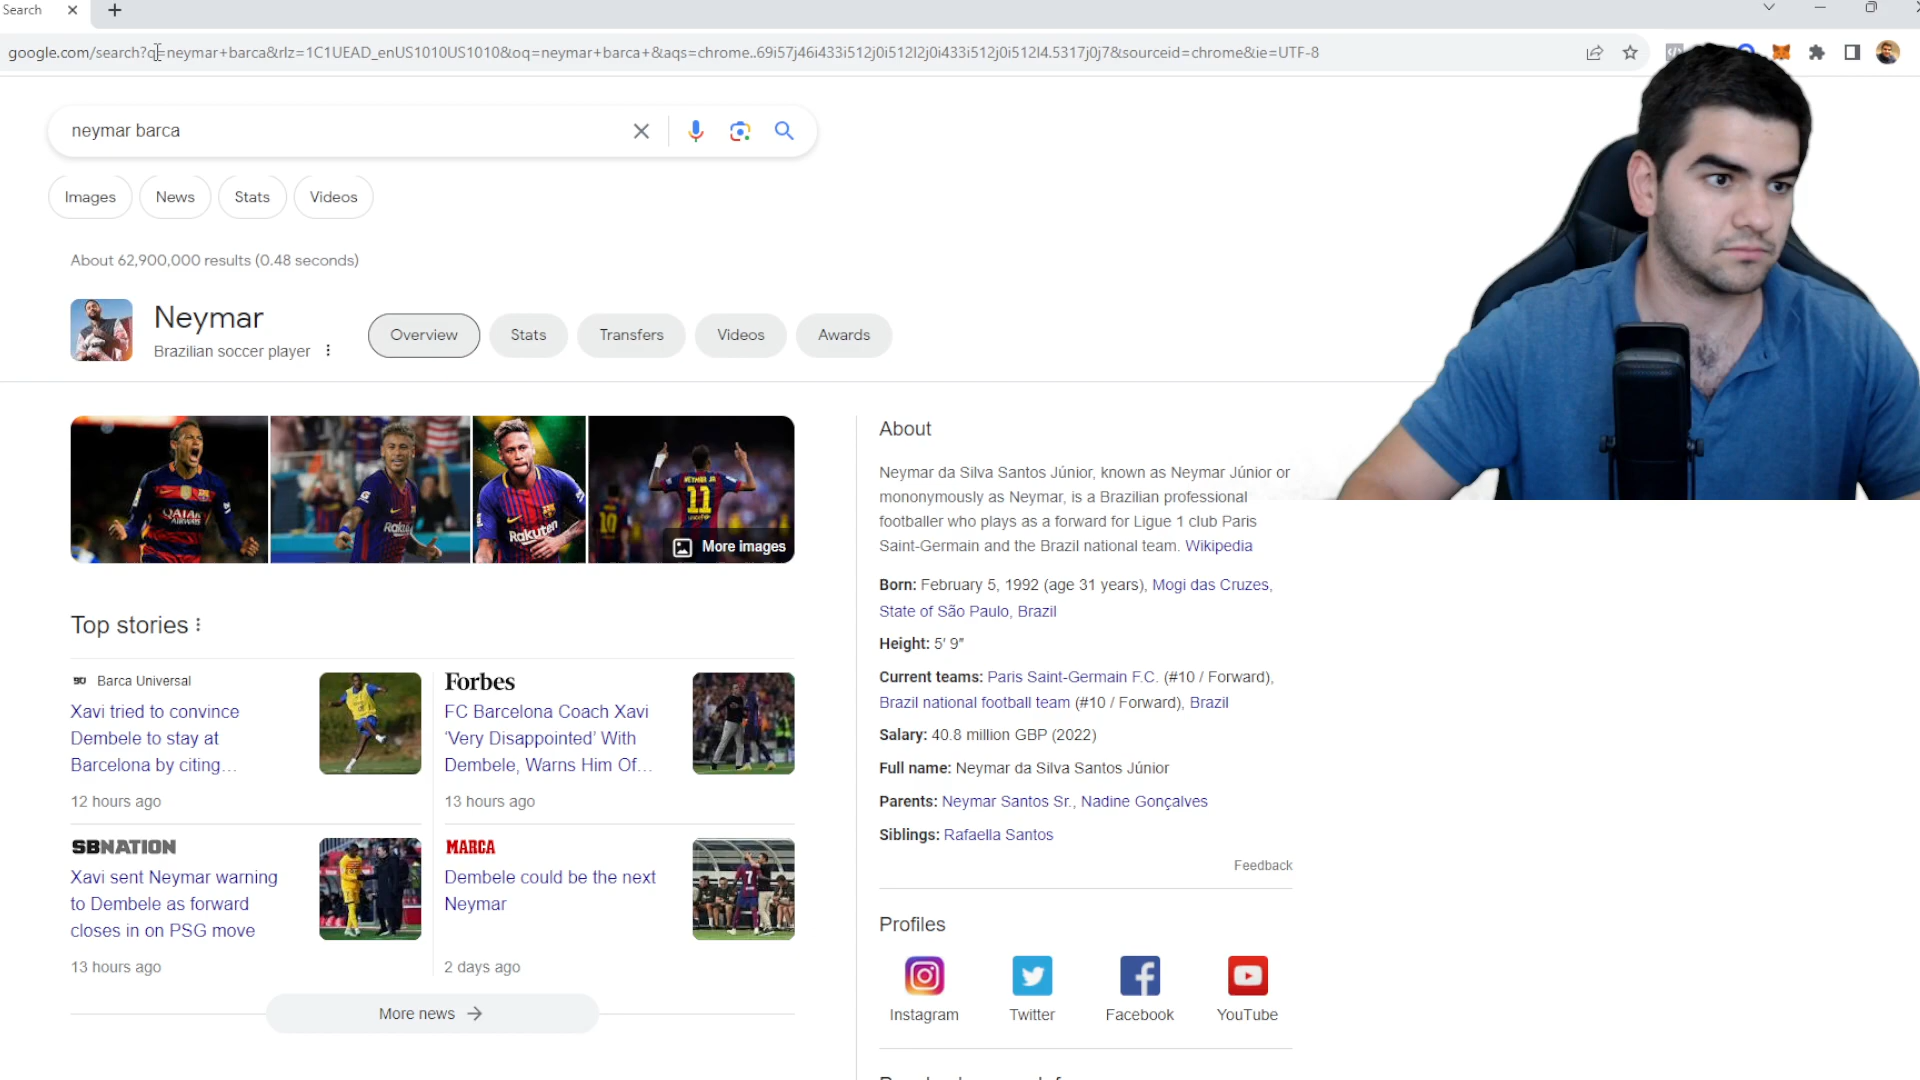 Search
google.com/search?q=neymar+barca&rlz=1C1UEAD_enUS1010US1010&oq=neymar+barca+&aqs=chrome..69i57j46i433i512j0i512l2j0i433i512j0i512l4.5317j0j7&sourceid=chrome&ie=UTF-8
neymar barca
Images
News
Stats
Videos
About 62,900,000 results (0.48 seconds)
Neymar
Brazilian soccer player
Overview
Stats
Transfers
Videos
Awards
QATAR
AIRWAYS
Rakuten
NEYMAR JR
11
10
unicef
More images
Top stories
Barca Universal
Xavi tried to convince
Dembele to stay at
Barcelona by citing...
12 hours ago
Forbes
FC Barcelona Coach Xavi
‘Very Disappointed’ With
Dembele, Warns Him Of...
13 hours ago
SBNATION
Xavi sent Neymar warning
to Dembele as forward
closes in on PSG move
13 hours ago
MARCA
Dembele could be the next
Neymar
2 days ago
7
More news
About
Neymar da Silva Santos Júnior, known as Neymar Júnior or
mononymously as Neymar, is a Brazilian professional
footballer who plays as a forward for Ligue 1 club Paris
Saint-Germain and the Brazil national team. Wikipedia
Born: February 5, 1992 (age 31 years), Mogi das Cruzes,
State of São Paulo, Brazil
Height: 5′ 9″
Current teams: Paris Saint-Germain F.C. (#10 / Forward),
Brazil national football team (#10 / Forward), Brazil
Salary: 40.8 million GBP (2022)
Full name: Neymar da Silva Santos Júnior
Parents: Neymar Santos Sr., Nadine Gonçalves
Siblings: Rafaella Santos
Feedback
Profiles
Instagram
Twitter
Facebook
YouTube